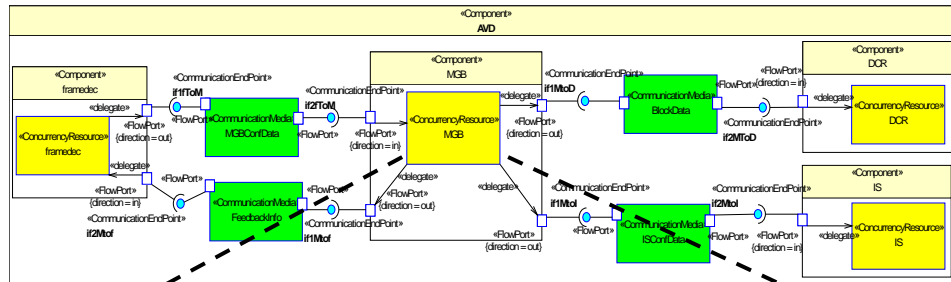 «Component»
AVD
«Component»
framedec
«delegate»
«ConcurrencyResource»
framedec
«delegate»
«FlowPort»
{direction = out}
«FlowPort»
{direction = in}
«CommunicationEndPoint»
if1fToM
«FlowPort»
«CommunicationMedia»
MGBConfData
«FlowPort»
if2fToM
«CommunicationEndPoint»
«CommunicationEndPoint»
if2Mtof
«FlowPort»
«CommunicationMedia»
FeedbackInfo
«FlowPort»
«CommunicationEndPoint»
if1Mtof
«Component»
MGB
«FlowPort»
{direction = in}
«ConcurrencyResource»
MGB
«delegate»
«FlowPort»
{direction = out}
«delegate»
«FlowPort»
{direction = out}
«delegate»
«FlowPort»
{direction = out}
«CommunicationEndPoint»
if1MtoD
«FlowPort»
«CommunicationMedia»
BlockData
«FlowPort»
«CommunicationEndPoint»
if2MToD
«FlowPort»
{direction = in}
«Component»
DCR
«delegate»
«ConcurrencyResource»
DCR
«CommunicationEndPoint»
if1MtoI
«FlowPort»
«CommunicationMedia»
ISConfData
«CommunicationEndPoint»
if2MtoI
«FlowPort»
«FlowPort»
{direction = in}
«Component»
IS
«delegate»
«ConcurrencyResource»
IS